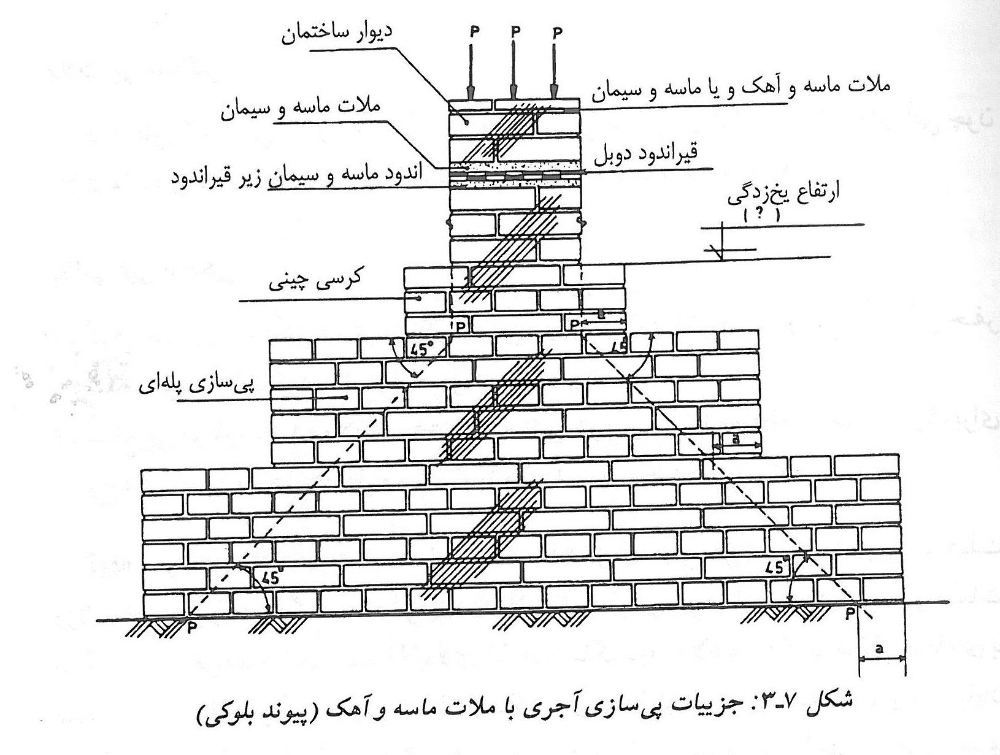 دیوار ساختمان
P P P
ملات ماسه و آهک و یا ماسه و سیمان
ملات ماسه و سیمان
قیراندود دوبل
اندود ماسه و سیمان زیر قیراندود
ارتفاع یخ‌زدگی
( ? )
کرسی چینی
P P
45° 45
پی‌سازی پله‌ای
a
45° 45°
P P
a
شکل ۷ـ۳: جزییات پی‌سازی آجری با ملات ماسه و آهک (پیوند بلوکی)